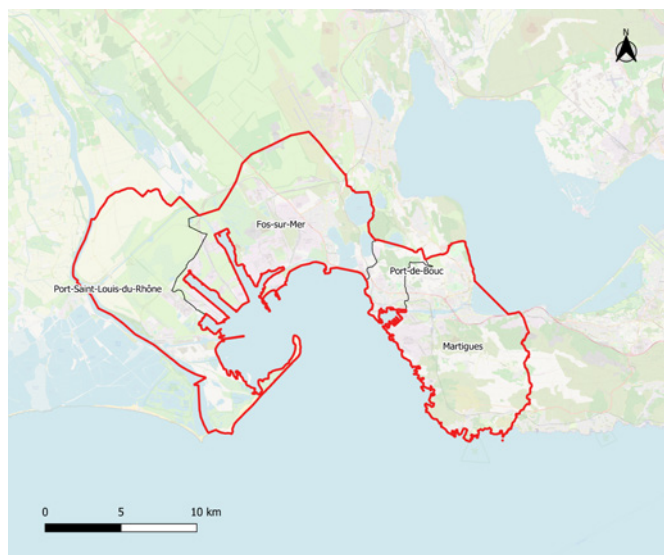 N
Fos-sur-Mer
Port-de-Bouc
Port-Saint-Louis-du-Rhône
Martigues
0 5 10 km